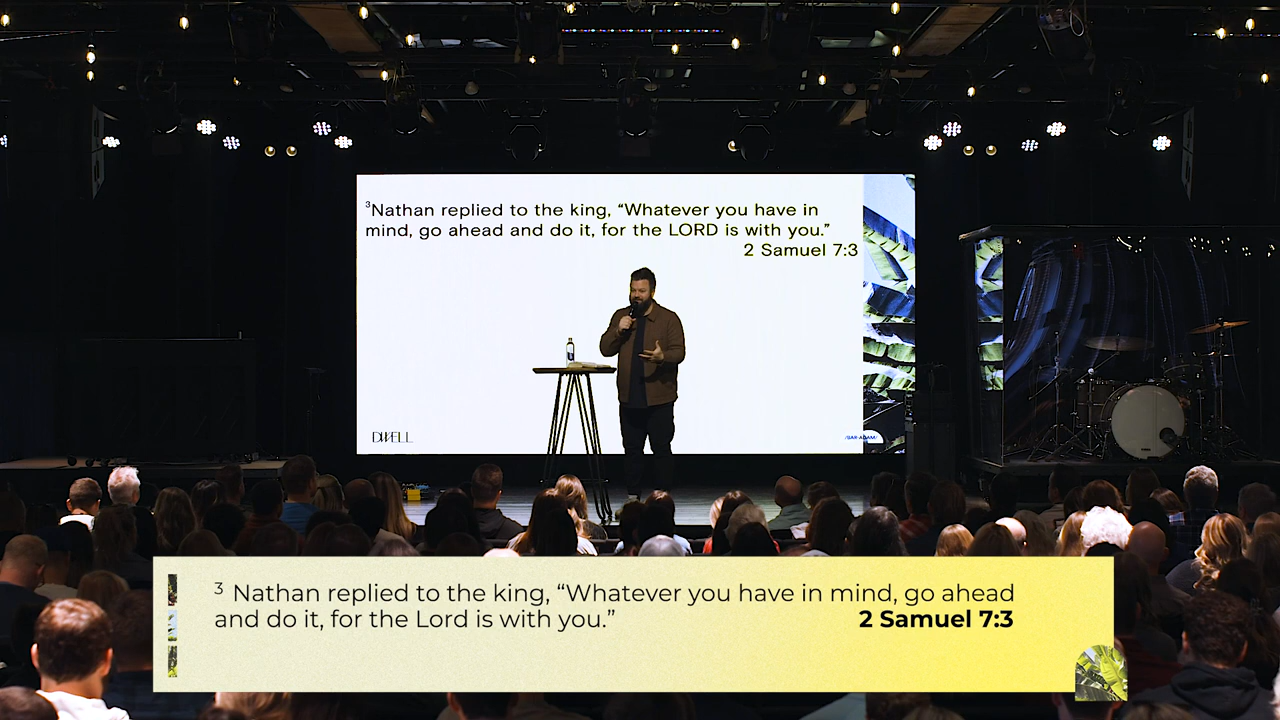 ³Nathan replied to the king, “Whatever you have in
mind, go ahead and do it, for the LORD is with you.”
2 Samuel 7:3
DWELL
³ Nathan replied to the king, “Whatever you have in mind, go ahead
and do it, for the Lord is with you.” 2 Samuel 7:3